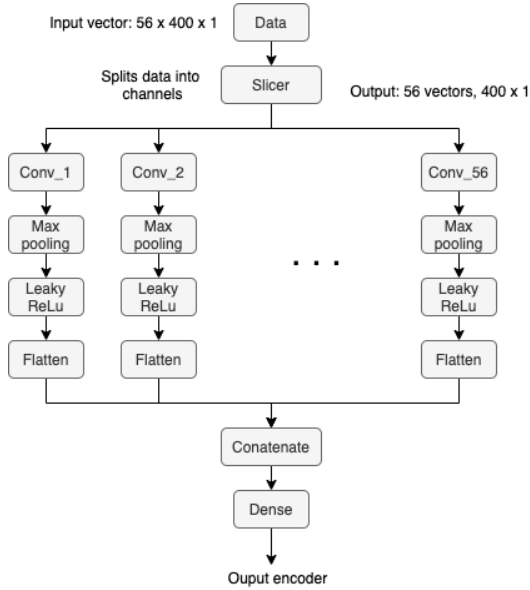 Input vector: 56 x 400 x 1
Data
Splits data into
channels
Slicer
Output: 56 vectors, 400 x 1
Conv_1
Conv_2
Conv_56
Max
pooling
Max
pooling
. . .
Max
pooling
Leaky
ReLu
Leaky
ReLu
Leaky
ReLu
Flatten
Flatten
Flatten
Conatenate
Dense
Ouput encoder